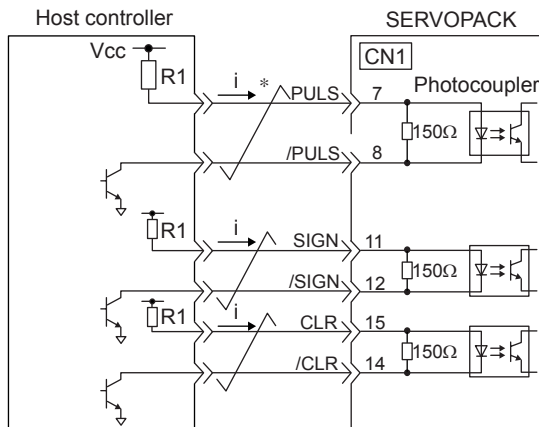 Host controller
SERVOPACK
Vcc
CN1
R1
i
*
PULS
7
Photocoupler
150Ω
/PULS
8
R1
i
SIGN
11
150Ω
/SIGN
12
R1
i
CLR
15
150Ω
/CLR
14